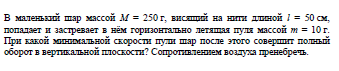 В маленький шар массой M = 250 г, висящий на нити длиной l = 50 см,
попадает и застревает в нём горизонтально летящая пуля массой m = 10 г.
При какой минимальной скорости пули шар после этого совершит полный
оборот в вертикальной плоскости? Сопротивлением воздуха пренебречь.